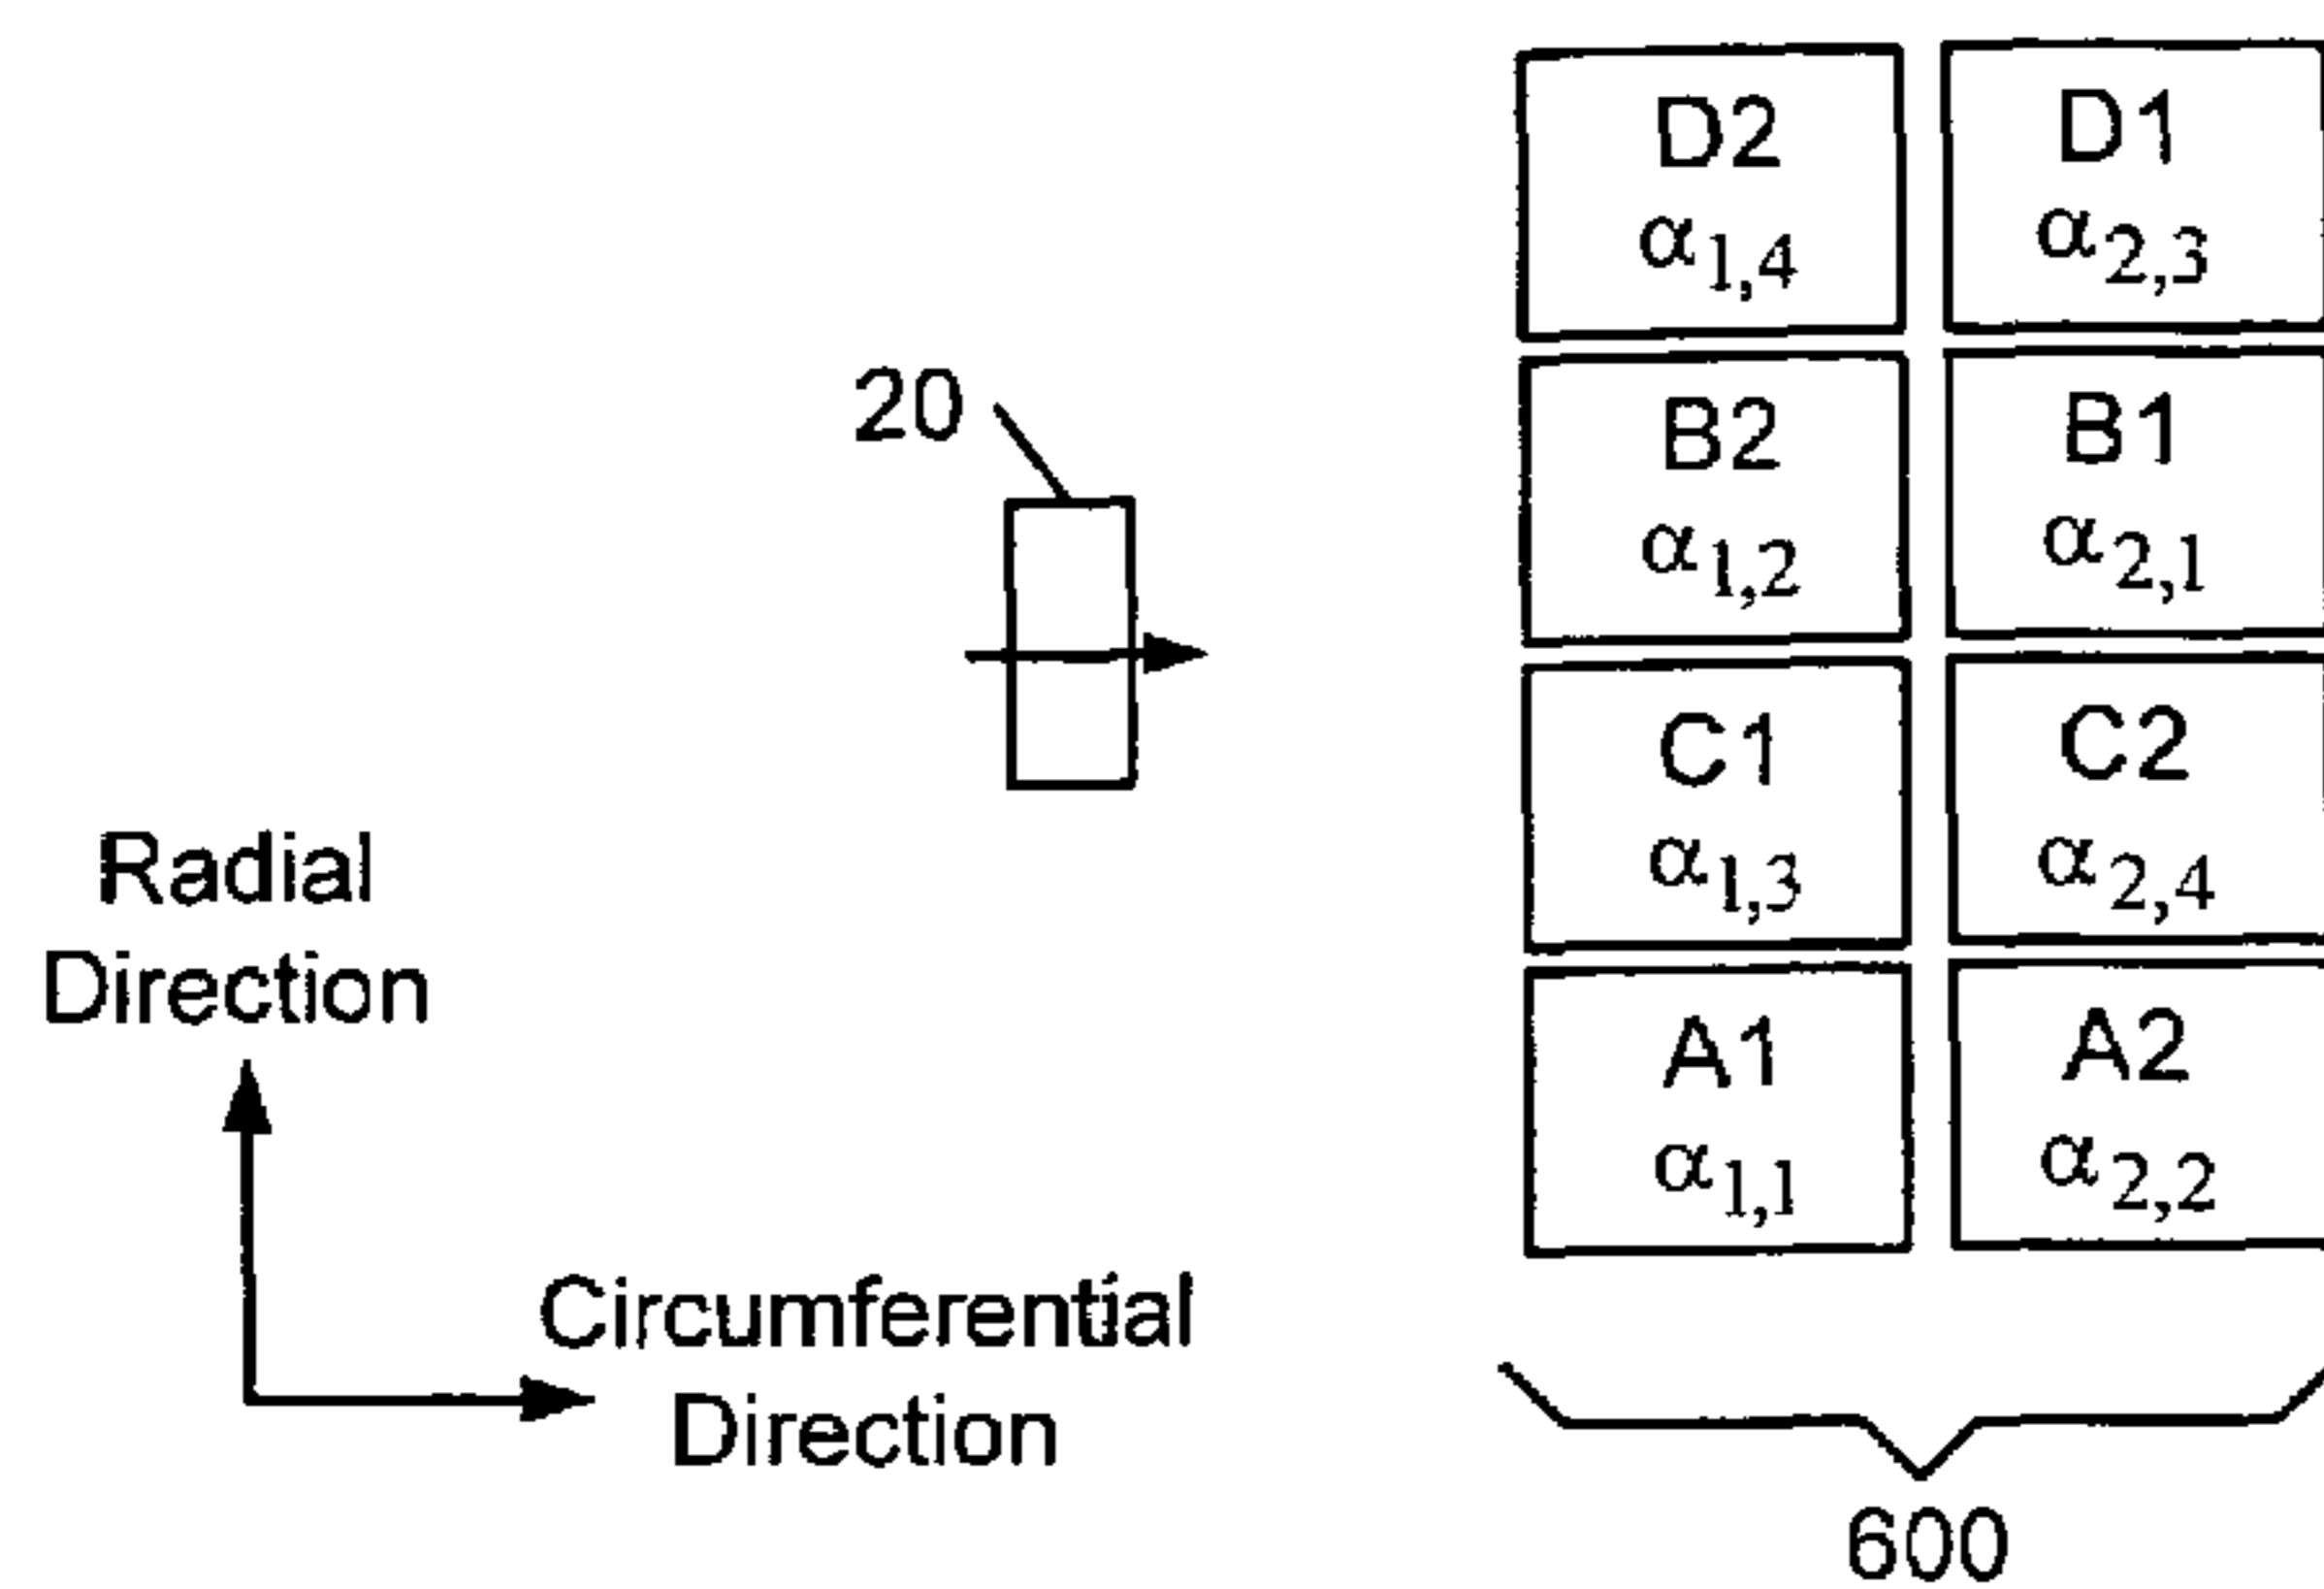 D2 D1
α1,4 α2,3
20
B2 B1
α1,2 α2,1
C1 C2
α1,3 α2,4
Radial
Direction
A1 A2
α1,1 α2,2
Circumferential
Direction
600